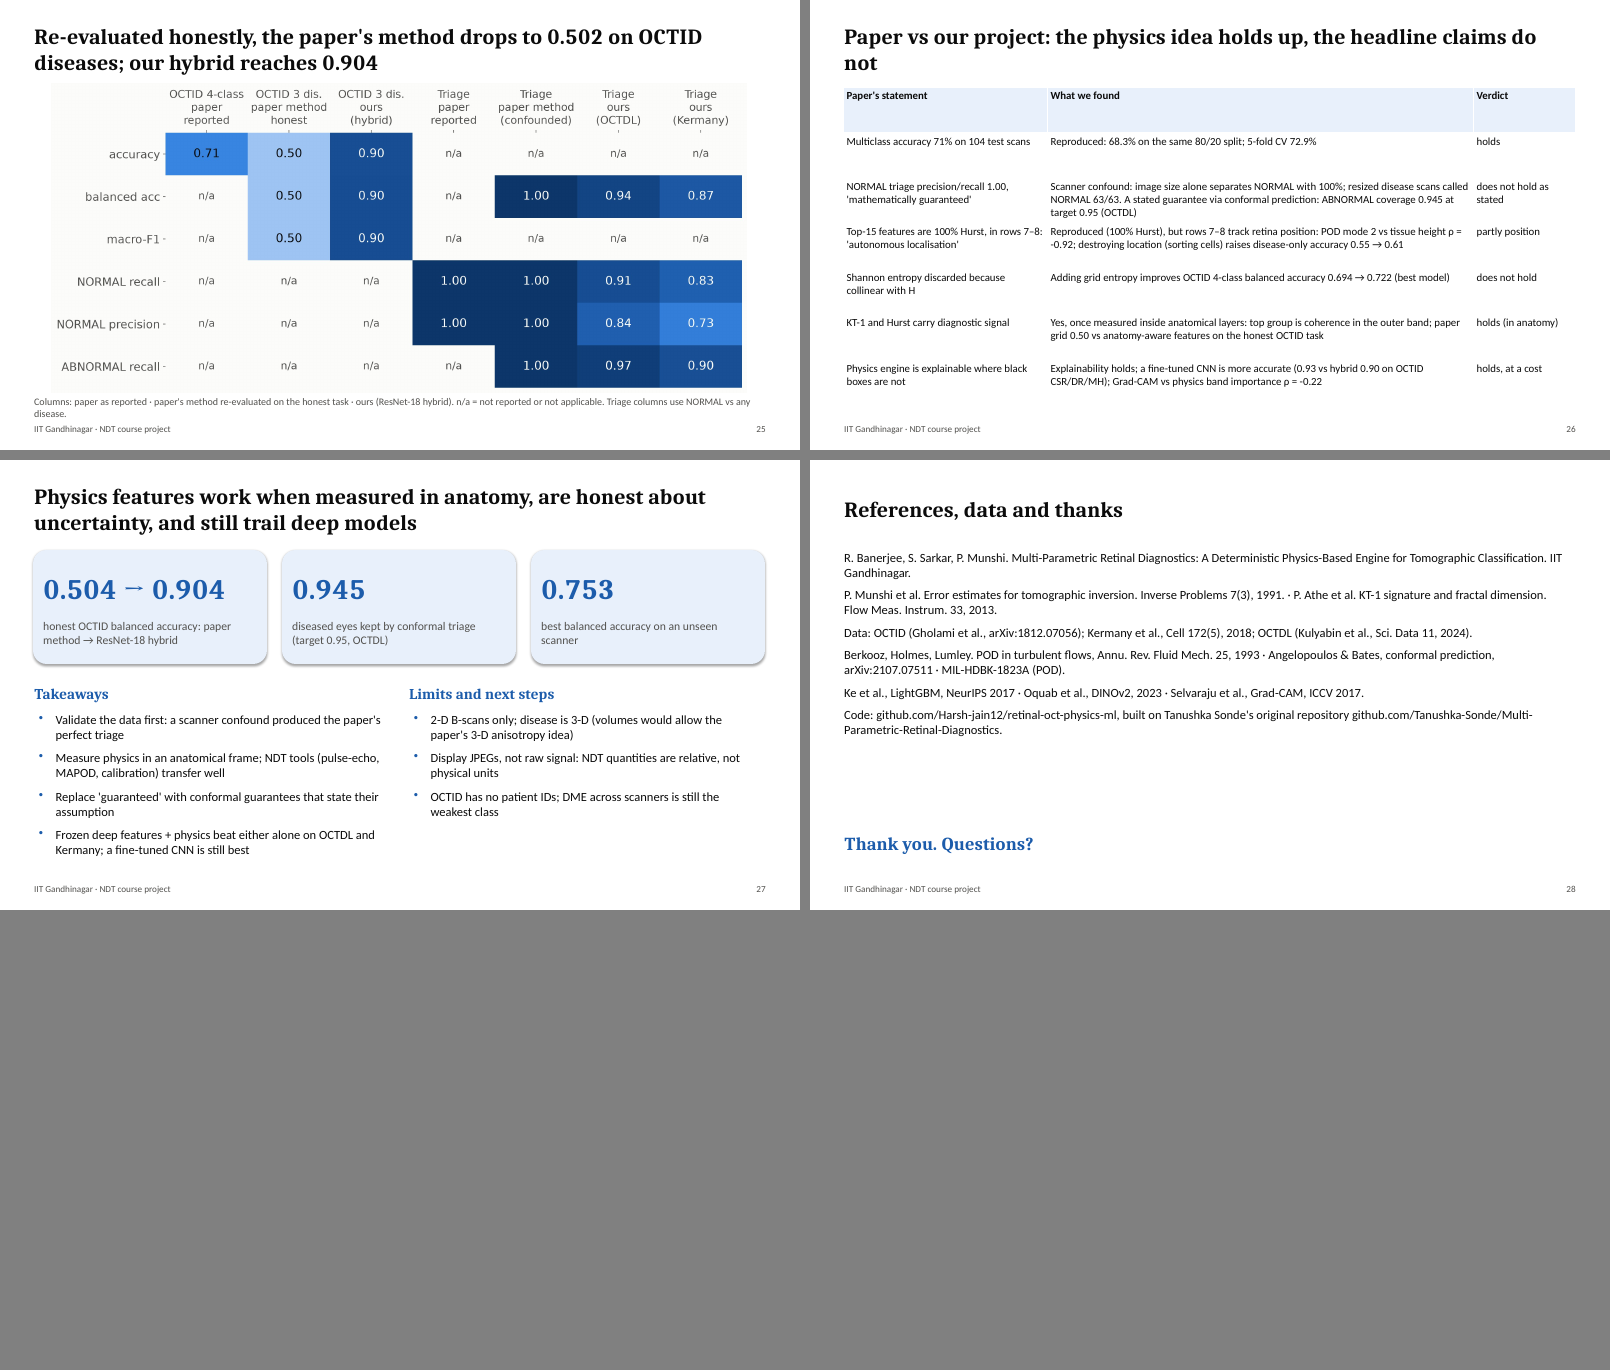 Re-evaluated honestly, the paper's method drops to 0.502 on OCTID
diseases; our hybrid reaches 0.904
OCTID 4-class paper reported
OCTID 3 dis. paper method honest
OCTID 3 dis. ours (hybrid)
Triage paper reported
Triage paper method (confounded)
Triage ours (OCTDL)
Triage ours (Kermany)
accuracy 0.71 0.50 0.90 n/a n/a n/a n/a
balanced acc n/a 0.50 0.90 n/a 1.00 0.94 0.87
macro-F1 n/a 0.50 0.90 n/a n/a n/a n/a
NORMAL recall n/a n/a n/a 1.00 1.00 0.91 0.83
NORMAL precision n/a n/a n/a 1.00 1.00 0.84 0.73
ABNORMAL recall n/a n/a n/a n/a 1.00 0.97 0.90
Columns: paper as reported · paper's method re-evaluated on the honest task · ours (ResNet-18 hybrid). n/a = not reported or not applicable. Triage columns use NORMAL vs any
disease.
IIT Gandhinagar · NDT course project 25
Paper vs our project: the physics idea holds up, the headline claims do
not
Paper's statement What we found Verdict
Multiclass accuracy 71% on 104 test scans Reproduced: 68.3% on the same 80/20 split; 5-fold CV 72.9% holds
NORMAL triage precision/recall 1.00, Scanner confound: image size alone separates NORMAL with 100%; resized disease scans called does not hold as
'mathematically guaranteed' NORMAL 63/63. A stated guarantee via conformal prediction: ABNORMAL coverage 0.945 at stated
target 0.95 (OCTDL)
Top-15 features are 100% Hurst, in rows 7–8: Reproduced (100% Hurst), but rows 7–8 track retina position: POD mode 2 vs tissue height ρ = partly position
'autonomous localisation' -0.92; destroying location (sorting cells) raises disease-only accuracy 0.55 → 0.61
Shannon entropy discarded because Adding grid entropy improves OCTID 4-class balanced accuracy 0.694 → 0.722 (best model) does not hold
collinear with H
KT-1 and Hurst carry diagnostic signal Yes, once measured inside anatomical layers: top group is coherence in the outer band; paper holds (in anatomy)
grid 0.50 vs anatomy-aware features on the honest OCTID task
Physics engine is explainable where black Explainability holds; a fine-tuned CNN is more accurate (0.93 vs hybrid 0.90 on OCTID holds, at a cost
boxes are not CSR/DR/MH); Grad-CAM vs physics band importance ρ = -0.22
IIT Gandhinagar · NDT course project 26
Physics features work when measured in anatomy, are honest about
uncertainty, and still trail deep models
0.504 → 0.904
honest OCTID balanced accuracy: paper
method → ResNet-18 hybrid
0.945
diseased eyes kept by conformal triage
(target 0.95, OCTDL)
0.753
best balanced accuracy on an unseen
scanner
Takeaways
• Validate the data first: a scanner confound produced the paper's
perfect triage
• Measure physics in an anatomical frame; NDT tools (pulse-echo,
MAPOD, calibration) transfer well
• Replace 'guaranteed' with conformal guarantees that state their
assumption
• Frozen deep features + physics beat either alone on OCTDL and
Kermany; a fine-tuned CNN is still best
Limits and next steps
• 2-D B-scans only; disease is 3-D (volumes would allow the
paper's 3-D anisotropy idea)
• Display JPEGs, not raw signal: NDT quantities are relative, not
physical units
• OCTID has no patient IDs; DME across scanners is still the
weakest class
IIT Gandhinagar · NDT course project 27
References, data and thanks
R. Banerjee, S. Sarkar, P. Munshi. Multi-Parametric Retinal Diagnostics: A Deterministic Physics-Based Engine for Tomographic Classification. IIT
Gandhinagar.
P. Munshi et al. Error estimates for tomographic inversion. Inverse Problems 7(3), 1991. · P. Athe et al. KT-1 signature and fractal dimension.
Flow Meas. Instrum. 33, 2013.
Data: OCTID (Gholami et al., arXiv:1812.07056); Kermany et al., Cell 172(5), 2018; OCTDL (Kulyabin et al., Sci. Data 11, 2024).
Berkooz, Holmes, Lumley. POD in turbulent flows, Annu. Rev. Fluid Mech. 25, 1993 · Angelopoulos & Bates, conformal prediction,
arXiv:2107.07511 · MIL-HDBK-1823A (POD).
Ke et al., LightGBM, NeurIPS 2017 · Oquab et al., DINOv2, 2023 · Selvaraju et al., Grad-CAM, ICCV 2017.
Code: github.com/Harsh-jain12/retinal-oct-physics-ml, built on Tanushka Sonde's original repository github.com/Tanushka-Sonde/Multi-
Parametric-Retinal-Diagnostics.
Thank you. Questions?
IIT Gandhinagar · NDT course project 28